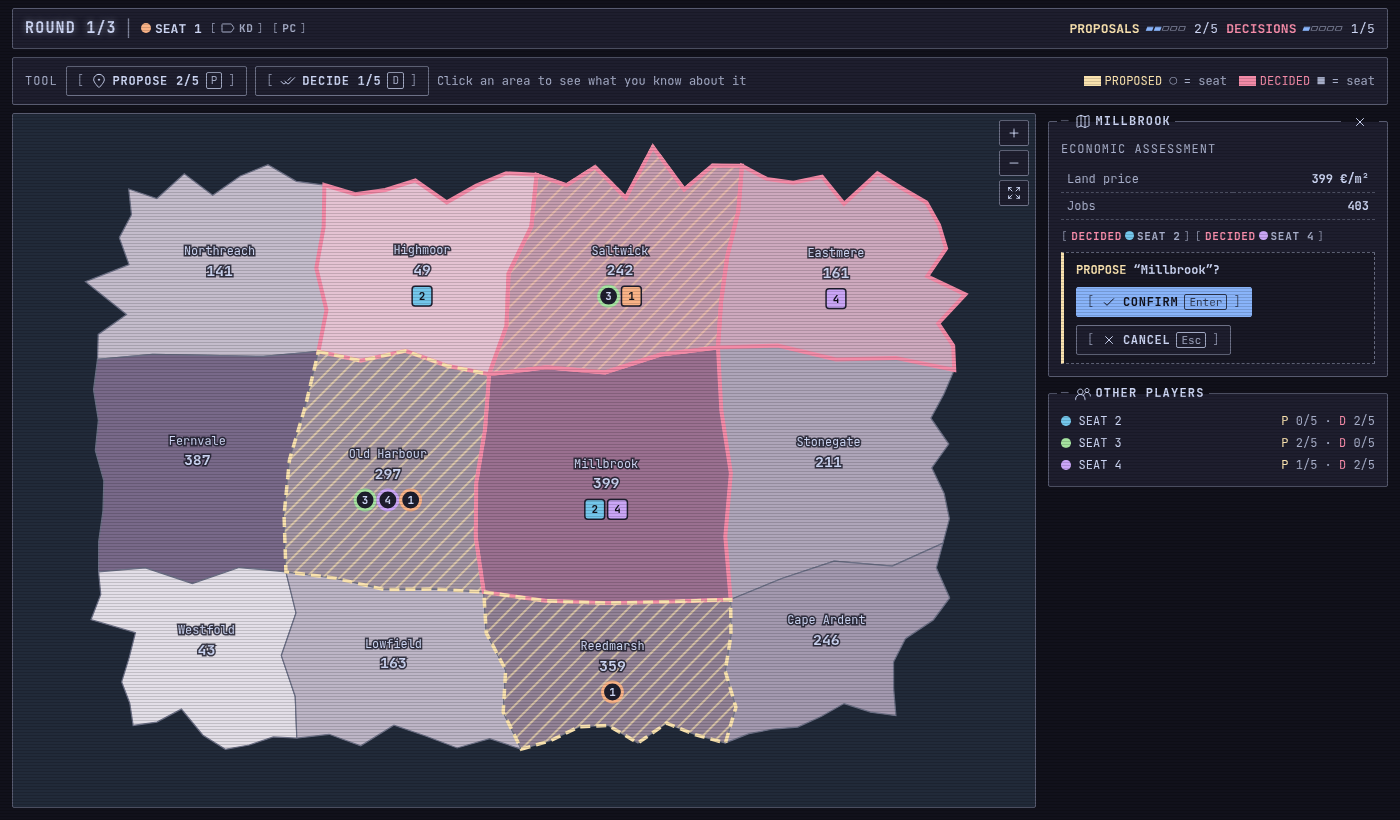 ROUND 1/3 SEAT 1 [ KD ] [ PC ] PROPOSALS 2/5 DECISIONS 1/5
TOOL [ PROPOSE 2/5 P ] [ DECIDE 1/5 D ] Click an area to see what you know about it PROPOSED = seat DECIDED = seat
+
−
Northreach
141
Highmoor
49
2
Saltwick
242
3 1
Eastmere
161
4
Fernvale
387
Old Harbour
297
3 4 1
Millbrook
399
2 4
Stonegate
211
Westfold
43
Lowfield
163
Reedmarsh
359
1
Cape Ardent
246
MILLBROOK
ECONOMIC ASSESSMENT
Land price 399 €/m²
Jobs 403
[ DECIDED SEAT 2 ] [ DECIDED SEAT 4 ]
PROPOSE “Millbrook”?
[ CONFIRM Enter ]
[ CANCEL Esc ]
OTHER PLAYERS
SEAT 2 P 0/5 · D 2/5
SEAT 3 P 2/5 · D 0/5
SEAT 4 P 1/5 · D 2/5